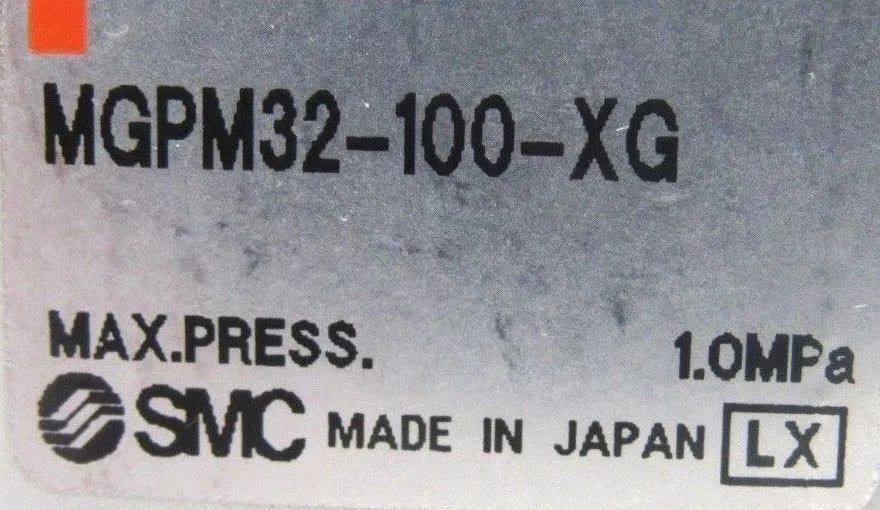 MGPM32-100-XG
MAX.PRESS. 1.0MPa
SMC MADE IN JAPAN LX